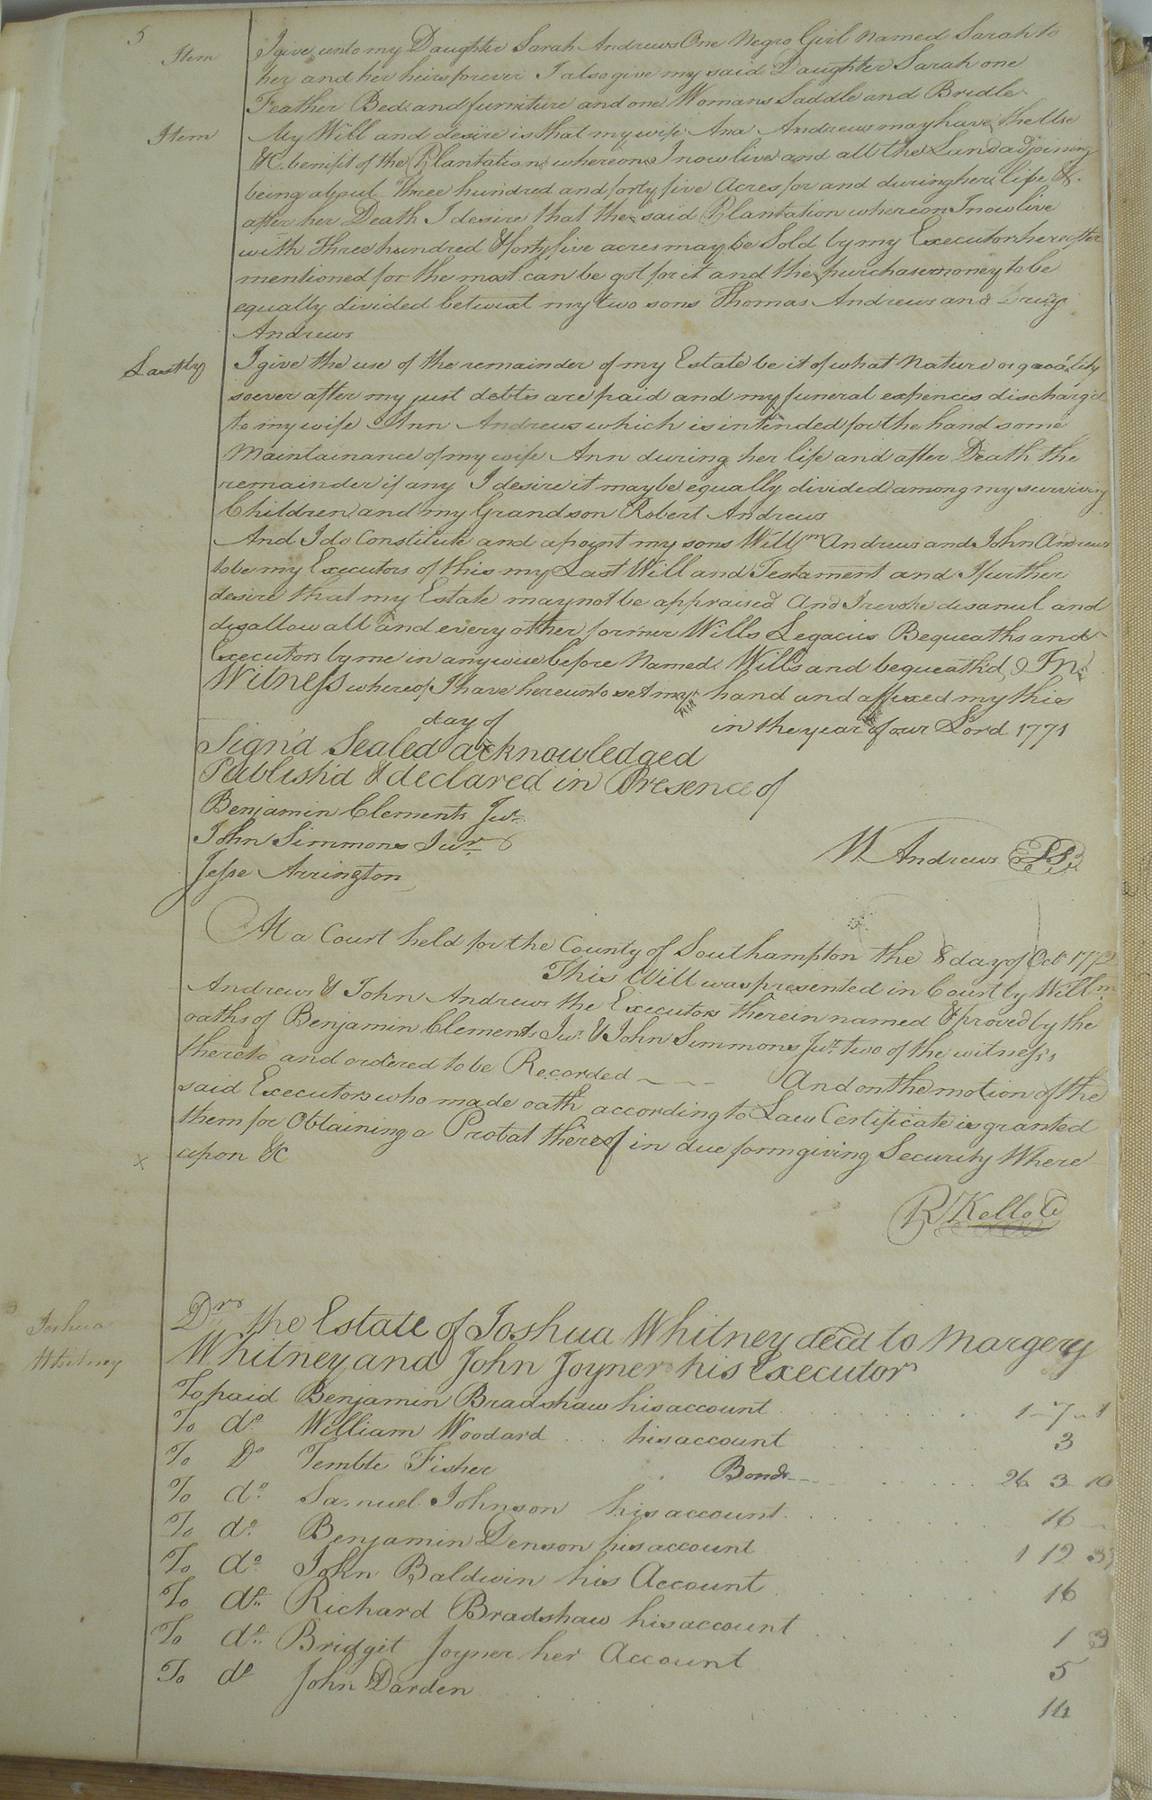 5
Item I give unto my Daughter Sarah Andrews One Negro Girl Named Sarah to
her and her heirs forever I also give my said Daughter Sarah one
Feather Bed and furniture and one Womans Saddle and Bridle
Item My Will and desire is that my wife Ann Andrews may have the Use
&C. benifit of the Plantation whereon I now live and all the Land adjoining
being about three hundred and forty five Acres for and during her life &.
after her Death I desire that the said Plantation whereon I now live
with Three hundred & forty five acres may be Sold by my Executor hereafter
mentioned for the most can be got for it and the purchase money to be
equally divided betwixt my two sons Thomas Andrews and Drury
Andrews
Lastly I give the use of the remainder of my Estate be it of what Nature or quallity
soever after my just debts are paid and my funeral expences discharg'd
to my wife Ann Andrews which is intended for the hand some
Maintainance of my wife Ann during her life and after Death the
remainder if any I desire it may be equally divided among my surviving
Children and my Grandson Robert Andrews
And I do Constitute and apoint my sons Willm Andrews and John Andrews
to be my Executors of this my Last Will and Testament and I further
desire that my Estate may not be appraised And I revoke disanul and
disallow all and every other former Wills Legacies Bequeaths and
Executors by me in any wise before Named Wills and bequeath'd, In
Witness whereof I have hereunto set my hand and affixed my this
day of in the year of our Lord 1771
Sign'd Sealed acknowledged
Publish'd & declared in Presence of
Benjamin Clements Jur.
John Simmons Jur.
Jesse Arrington
W Andrews LS
At a Court held for the County of Southampton the 8 day of Oct 1772
This Will was presented in Court by Willm
Andrews & John Andrews the Executors therein named & proved by the
oaths of Benjamin Clements Jur. & John Simmons Jur. two of the witness's
thereto and ordered to be Recorded And on the motion of the
said Executors who made oath according to Law Certificate is granted
them for Obtaining a Probat thereof in due form giving Security Where
x upon &C
R Kello C
Joshua
Whitney
Dr. the Estate of Joshua Whitney decd to Margery
Whitney and John Joyner his Executor
To paid Benjamin Bradshaw his account 1-7-1
To do. William Woodard his account 3
To Do Temble Fisher Bond 26 3 10
To do. Samuel Johnson his account 16
To do. Benjamin Denson his account 1 12 3
To do John Baldwin his Account 16
To do. Richard Bradshaw his account 1 3
To do. Bridgit Joyner her Account 5
To do John Darden 14